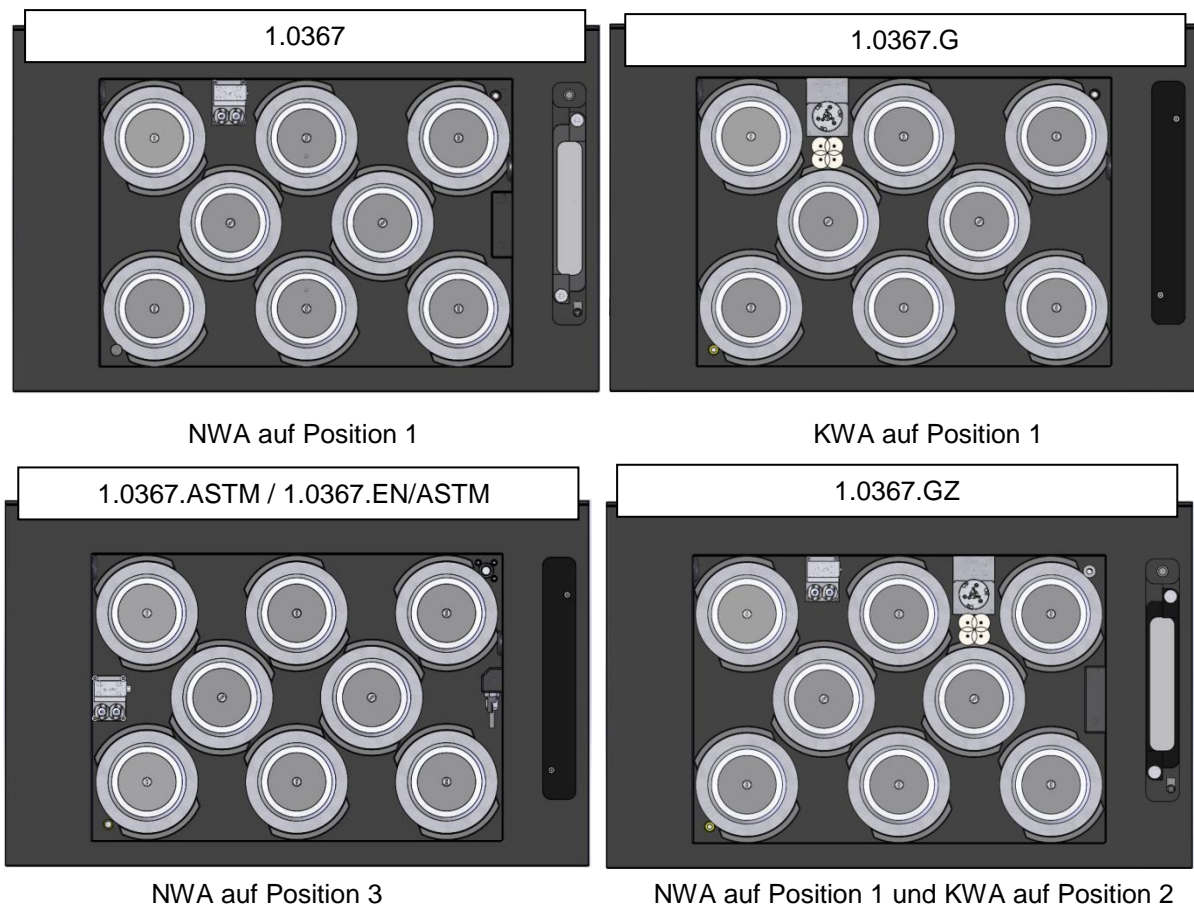 1.0367
1.0367.G
NWA auf Position 1
KWA auf Position 1
1.0367.ASTM / 1.0367.EN/ASTM
1.0367.GZ
NWA auf Position 3
NWA auf Position 1 und KWA auf Position 2